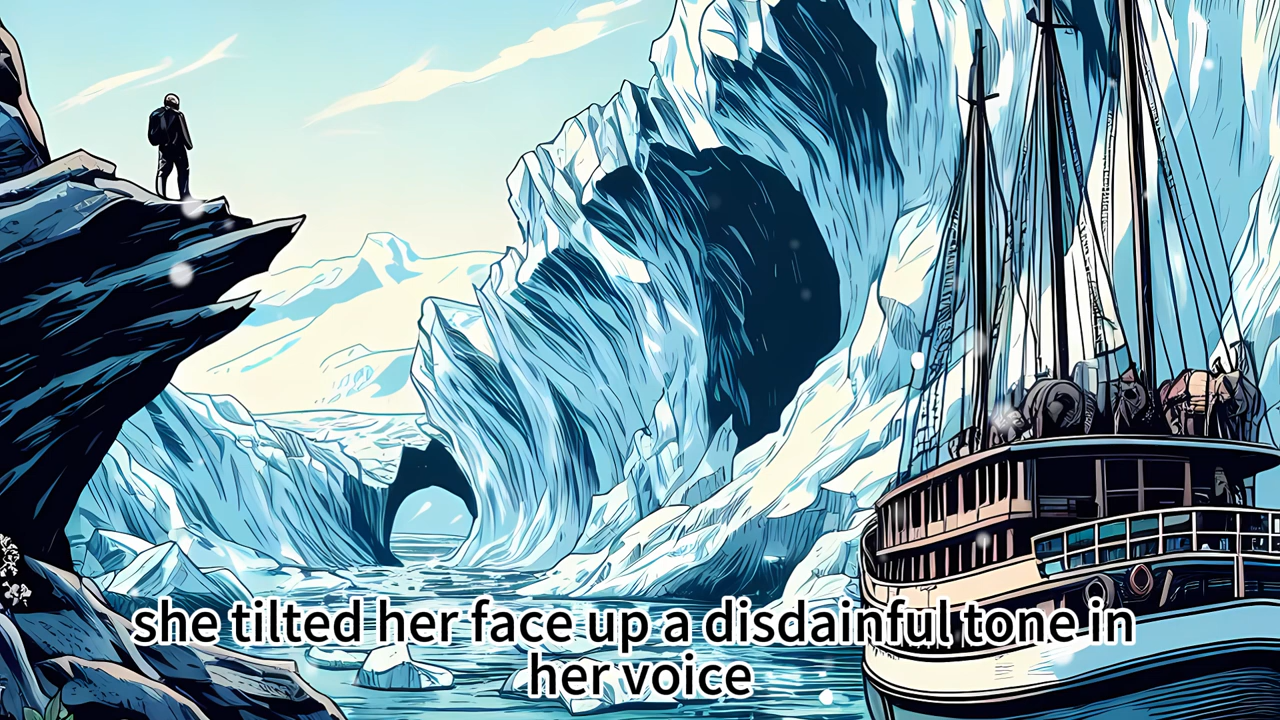 she tilted her face up a disdainful tone in
her voice